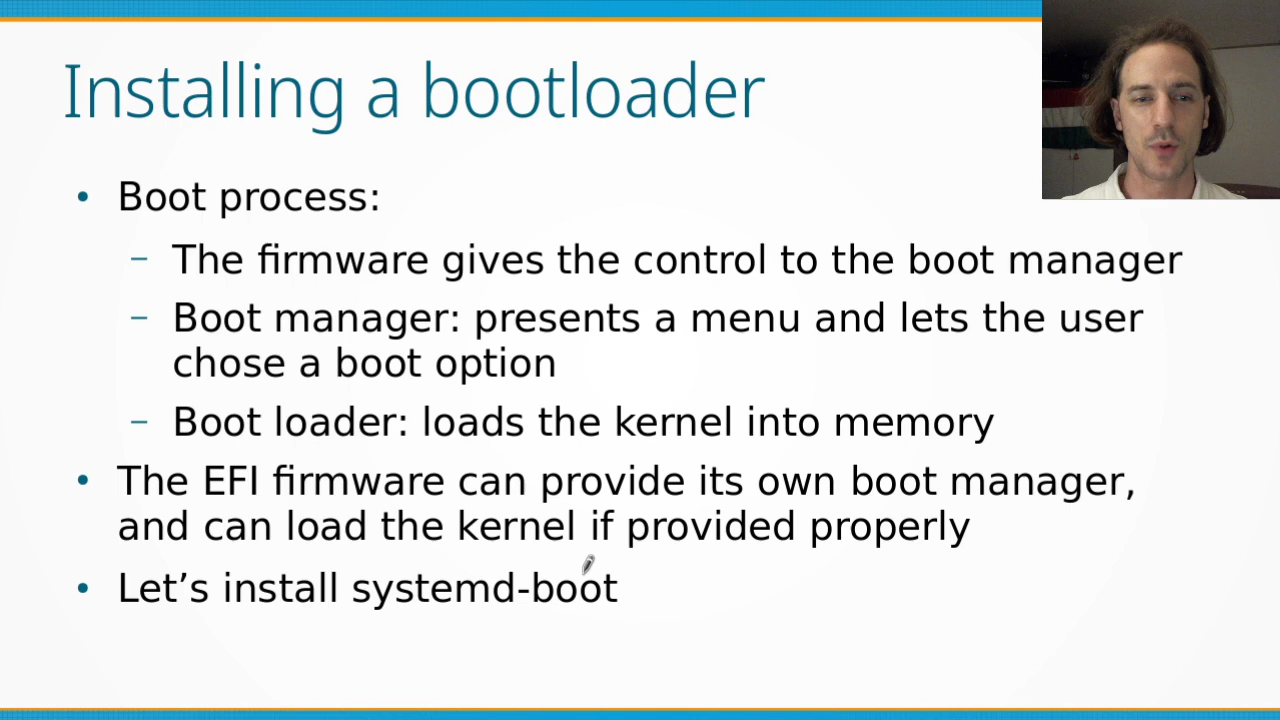 Installing a bootloader
• Boot process:
– The firmware gives the control to the boot manager
– Boot manager: presents a menu and lets the user
chose a boot option
– Boot loader: loads the kernel into memory
• The EFI firmware can provide its own boot manager,
and can load the kernel if provided properly
• Let’s install systemd-boot